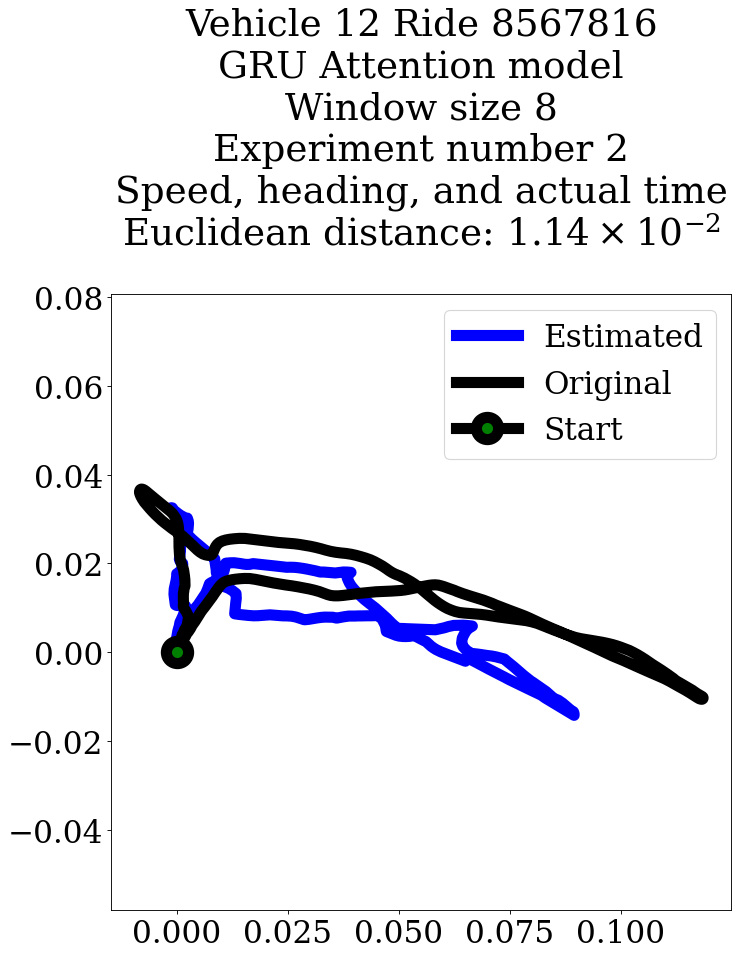 Vehicle 12 Ride 8567816
GRU Attention model
Window size 8
Experiment number 2
Speed, heading, and actual time
Euclidean distance: 1.14 × 10⁻²
0.08
0.06
0.04
0.02
0.00
−0.02
−0.04
Estimated
Original
Start
0.000 0.025 0.050 0.075 0.100